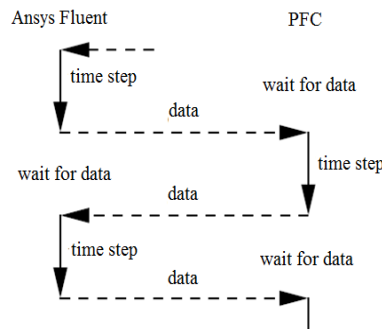 Ansys Fluent
PFC
time step
wait for data
data
time step
wait for data
data
time step
wait for data
data